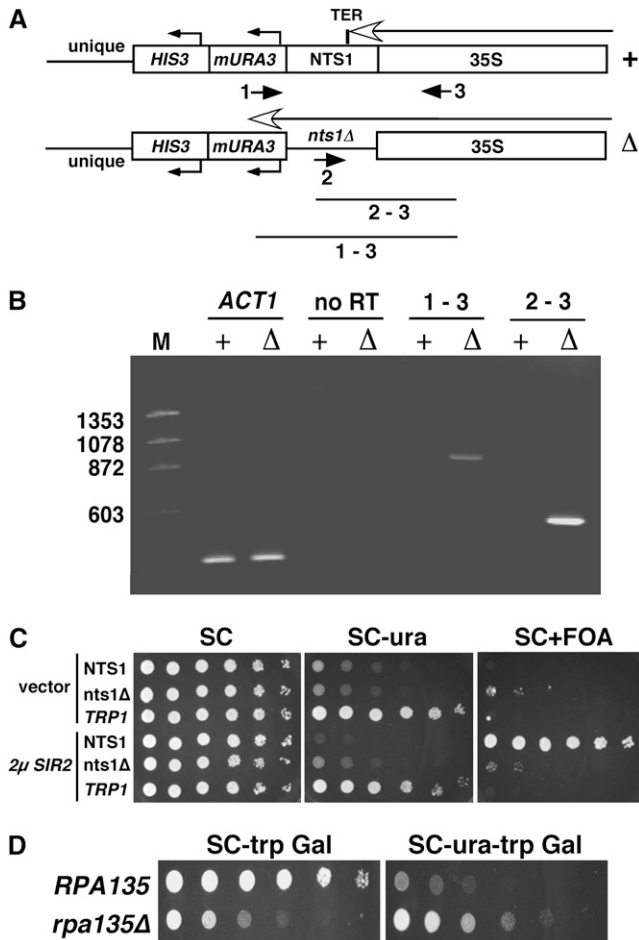 A
TER
unique
HIS3 mURA3 NTS1 35S +
1 3
unique
HIS3 mURA3 nts1Δ 35S Δ
2
2 - 3
1 - 3
B
ACT1 no RT 1 - 3 2 - 3
M + Δ + Δ + Δ + Δ
1353
1078
872
603
C
SC SC-ura SC+FOA
vector
NTS1
nts1Δ
TRP1
2μ SIR2
NTS1
nts1Δ
TRP1
D
SC-trp Gal SC-ura-trp Gal
RPA135
rpa135Δ